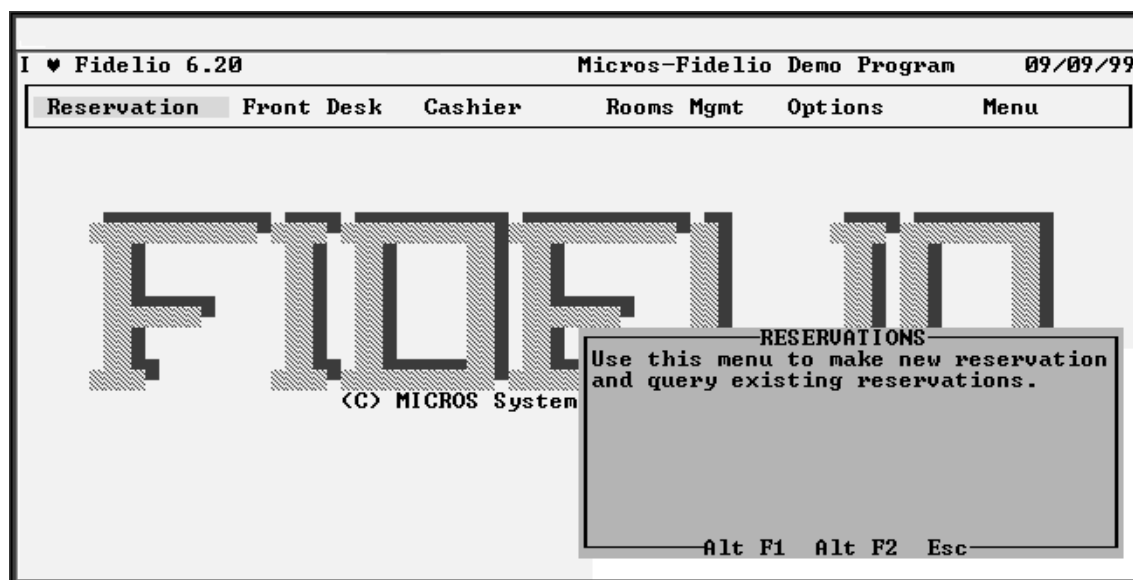 I ♥ Fidelio 6.20 Micros-Fidelio Demo Program 09/09/99
Reservation Front Desk Cashier Rooms Mgmt Options Menu
FIDELIO
(C) MICROS System
RESERVATIONS
Use this menu to make new reservation
and query existing reservations.
Alt F1 Alt F2 Esc